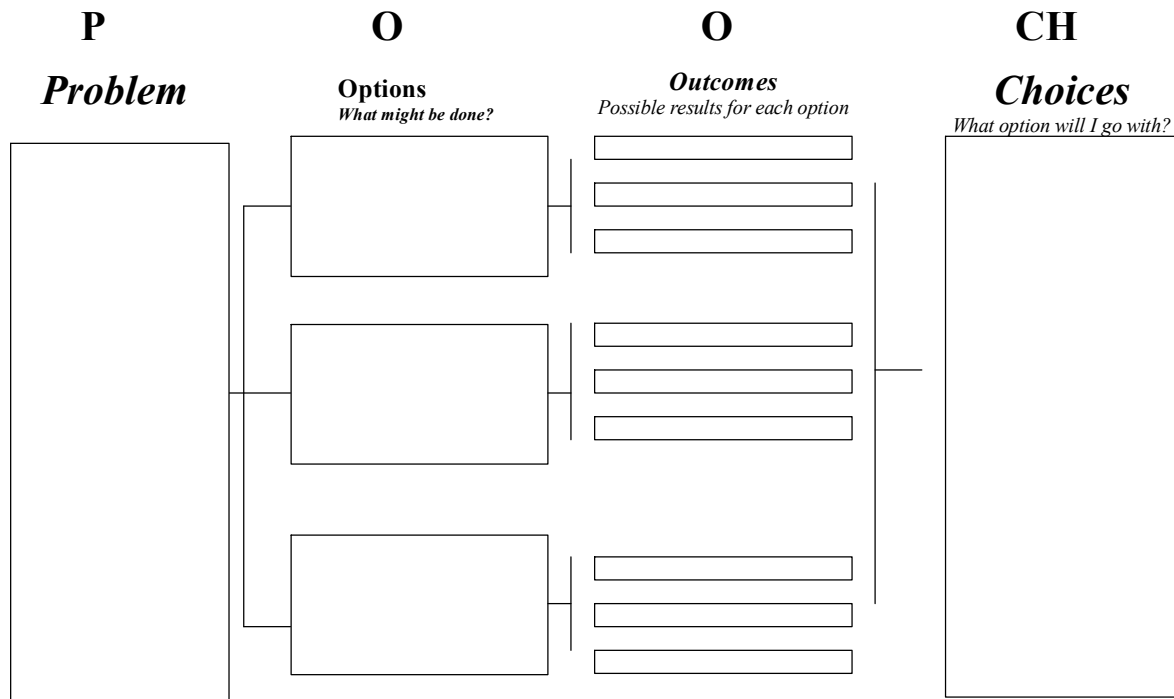 P O O CH
Problem
Options
What might be done?
Outcomes
Possible results for each option
Choices
What option will I go with?